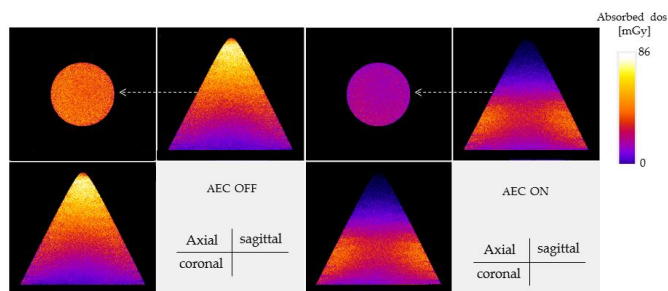 Absorbed dos
[mGy]
86
0
AEC OFF
Axial sagittal
coronal
AEC ON
Axial sagittal
coronal